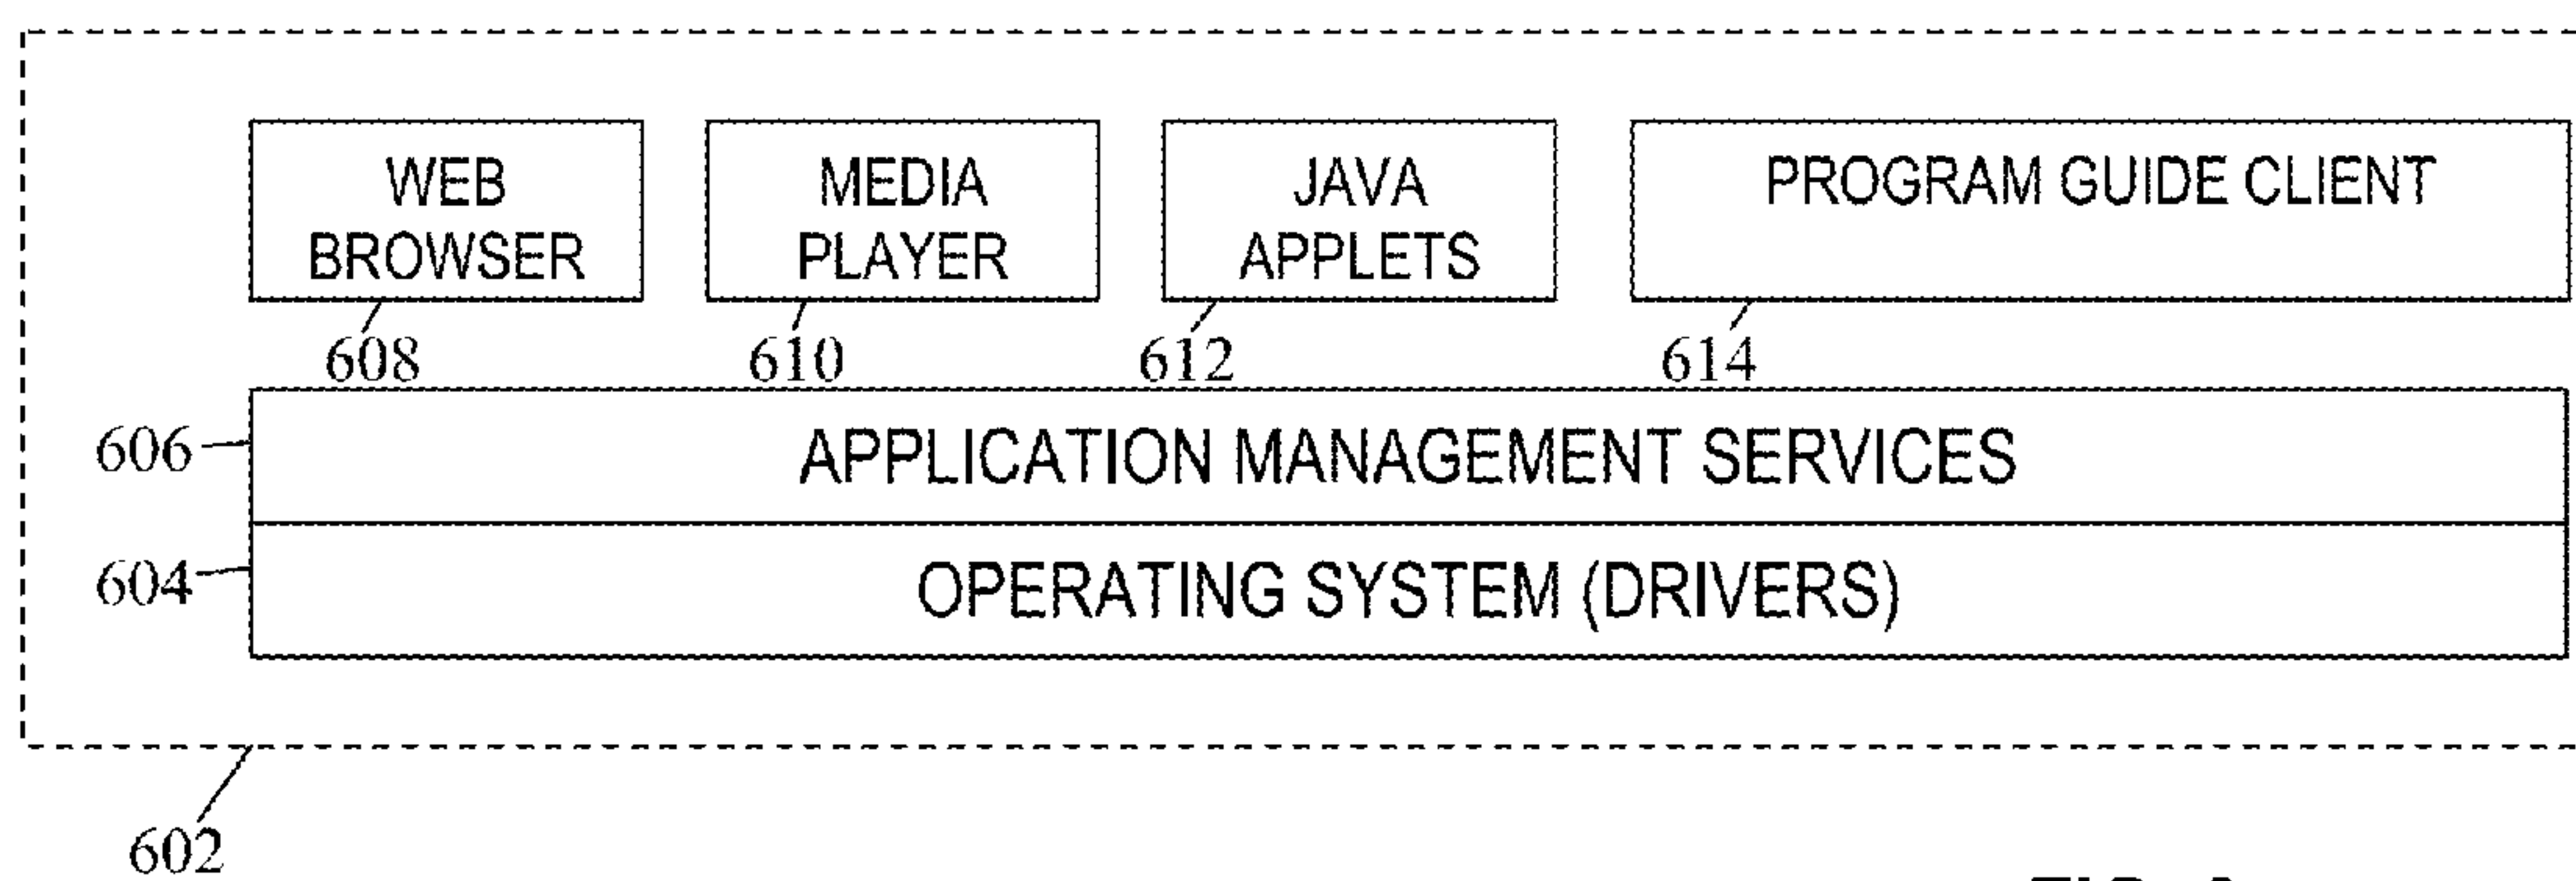 WEB
BROWSER
MEDIA
PLAYER
JAVA
APPLETS
PROGRAM GUIDE CLIENT
608
610
612
614
606
APPLICATION MANAGEMENT SERVICES
604
OPERATING SYSTEM (DRIVERS)
602